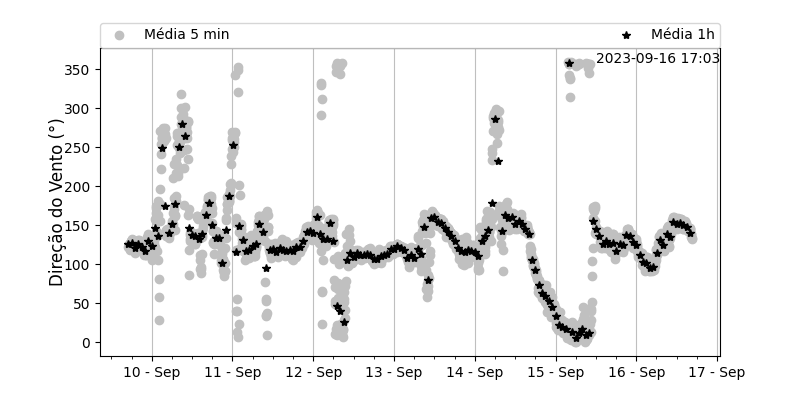 Média 5 min
Média 1h
2023-09-16 17:03
Direção do Vento (°)
350
300
250
200
150
100
50
0
10 - Sep
11 - Sep
12 - Sep
13 - Sep
14 - Sep
15 - Sep
16 - Sep
17 - Sep